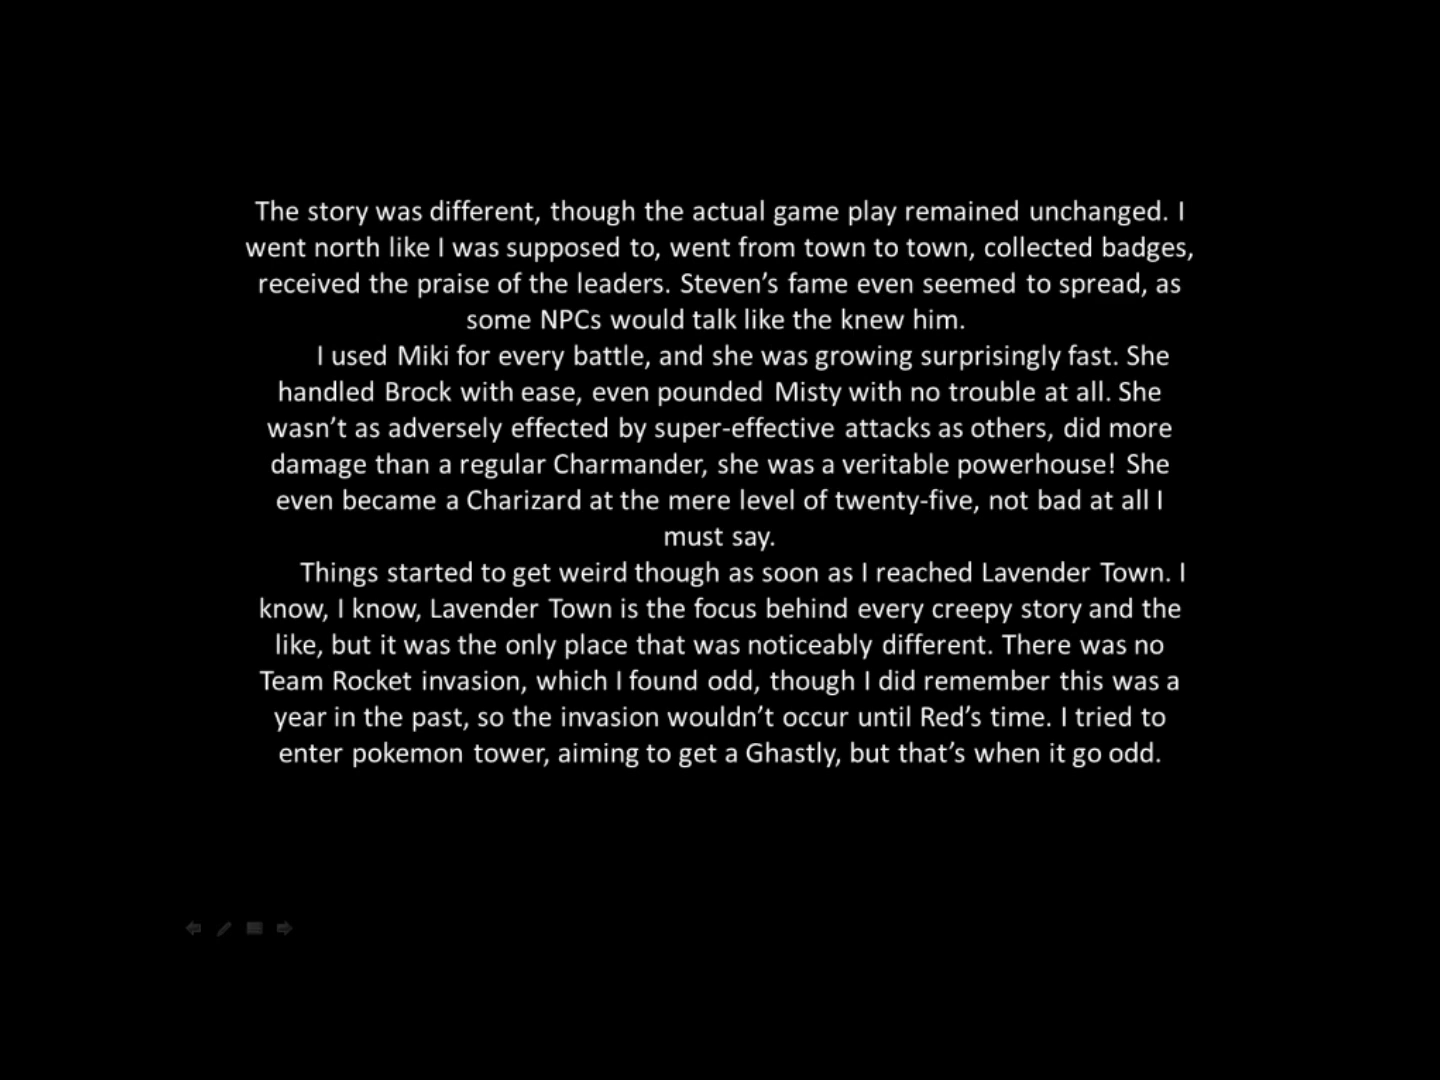 The story was different, though the actual game play remained unchanged. I
went north like I was supposed to, went from town to town, collected badges,
received the praise of the leaders. Steven’s fame even seemed to spread, as
some NPCs would talk like the knew him.
I used Miki for every battle, and she was growing surprisingly fast. She
handled Brock with ease, even pounded Misty with no trouble at all. She
wasn’t as adversely effected by super-effective attacks as others, did more
damage than a regular Charmander, she was a veritable powerhouse! She
even became a Charizard at the mere level of twenty-five, not bad at all I
must say.
Things started to get weird though as soon as I reached Lavender Town. I
know, I know, Lavender Town is the focus behind every creepy story and the
like, but it was the only place that was noticeably different. There was no
Team Rocket invasion, which I found odd, though I did remember this was a
year in the past, so the invasion wouldn’t occur until Red’s time. I tried to
enter pokemon tower, aiming to get a Ghastly, but that’s when it go odd.